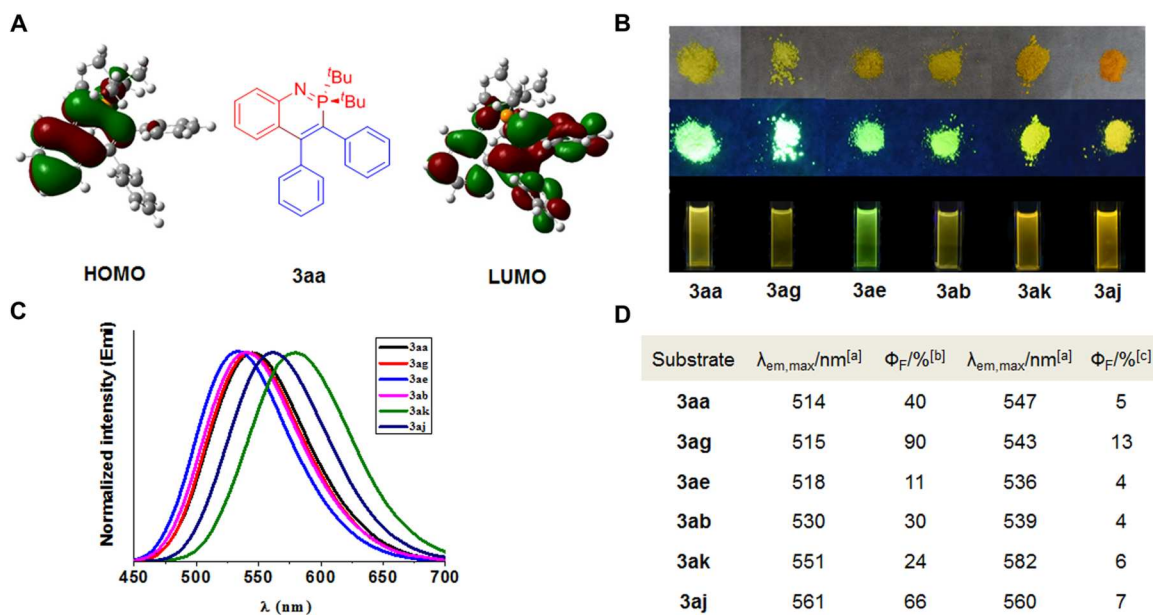 A
N
P
tBu
tBu
HOMO
3aa
LUMO
B
3aa 3ag 3ae 3ab 3ak 3aj
C
Normalized intensity (Emi)
3aa
3ag
3ae
3ab
3ak
3aj
450 500 550 600 650 700
λ (nm)
D
Substrate λem,max/nm[a] ΦF/%[b] λem,max/nm[a] ΦF/%[c]
3aa 514 40 547 5
3ag 515 90 543 13
3ae 518 11 536 4
3ab 530 30 539 4
3ak 551 24 582 6
3aj 561 66 560 7